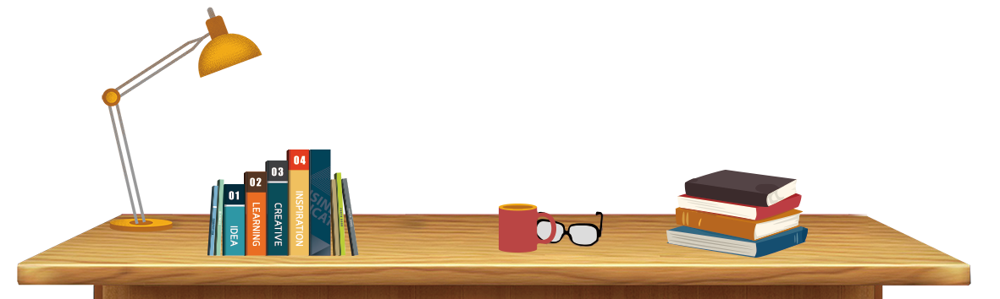 01
IDEA
02
LEARNING
03
CREATIVE
04
INSPIRATION